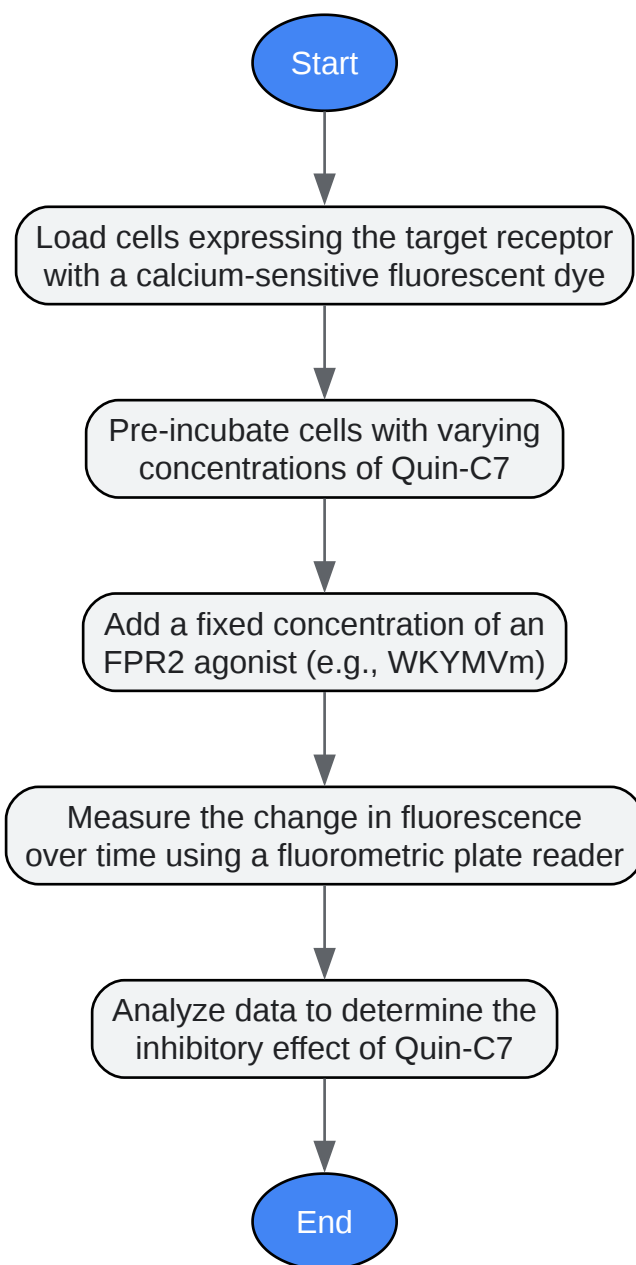 Start
Load cells expressing the target receptor
with a calcium-sensitive fluorescent dye
Pre-incubate cells with varying
concentrations of Quin-C7
Add a fixed concentration of an
FPR2 agonist (e.g., WKYMVm)
Measure the change in fluorescence
over time using a fluorometric plate reader
Analyze data to determine the
inhibitory effect of Quin-C7
End